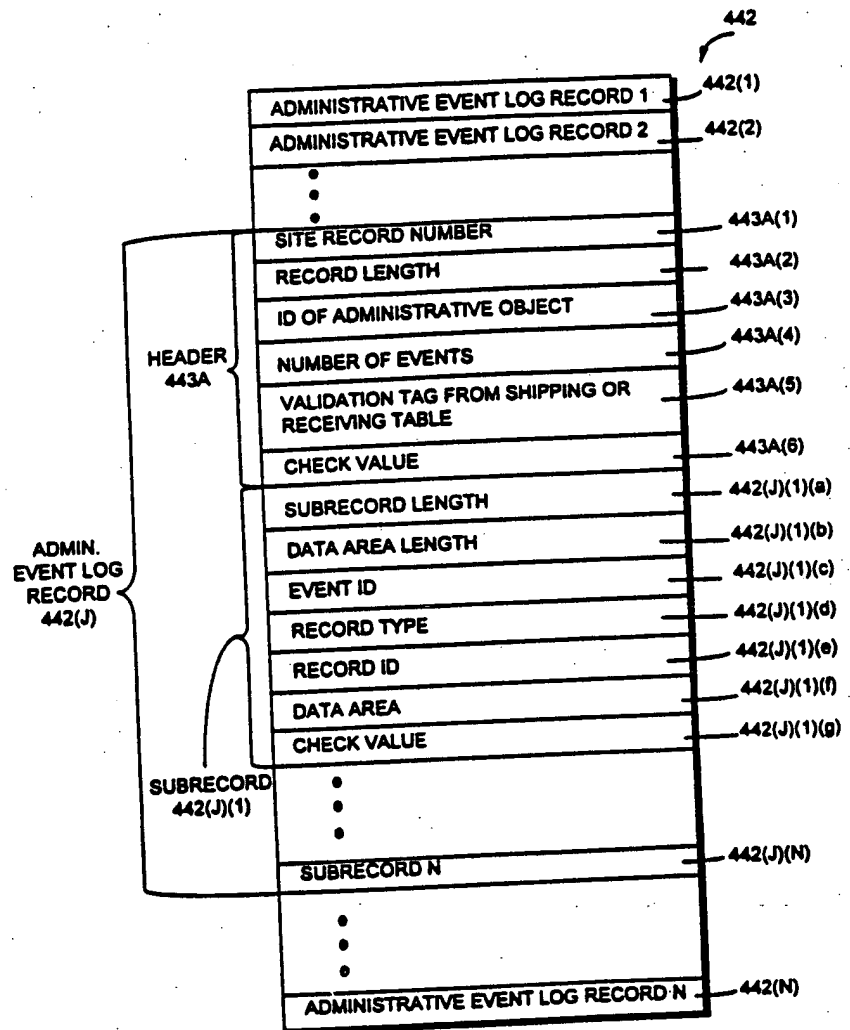 442
ADMINISTRATIVE EVENT LOG RECORD 1 442(1)
ADMINISTRATIVE EVENT LOG RECORD 2 442(2)
SITE RECORD NUMBER 443A(1)
RECORD LENGTH 443A(2)
ID OF ADMINISTRATIVE OBJECT 443A(3)
NUMBER OF EVENTS 443A(4)
HEADER
443A
VALIDATION TAG FROM SHIPPING OR
RECEIVING TABLE 443A(5)
CHECK VALUE 443A(6)
SUBRECORD LENGTH 442(J)(1)(a)
DATA AREA LENGTH 442(J)(1)(b)
ADMIN.
EVENT LOG
RECORD
442(J)
EVENT ID 442(J)(1)(c)
RECORD TYPE 442(J)(1)(d)
RECORD ID 442(J)(1)(e)
DATA AREA 442(J)(1)(f)
CHECK VALUE 442(J)(1)(g)
SUBRECORD
442(J)(1)
SUBRECORD N 442(J)(N)
ADMINISTRATIVE EVENT LOG RECORD N 442(N)